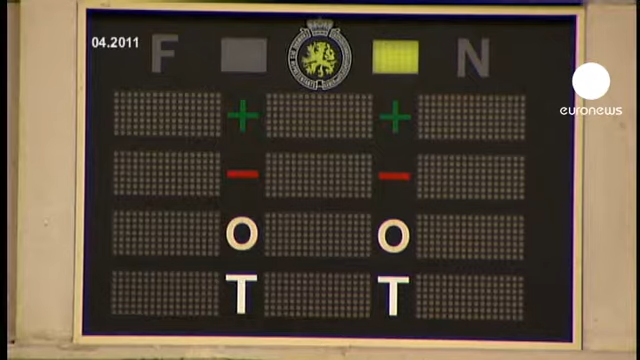 04.2011
F N
euronews
+ +
- -
O O
T T